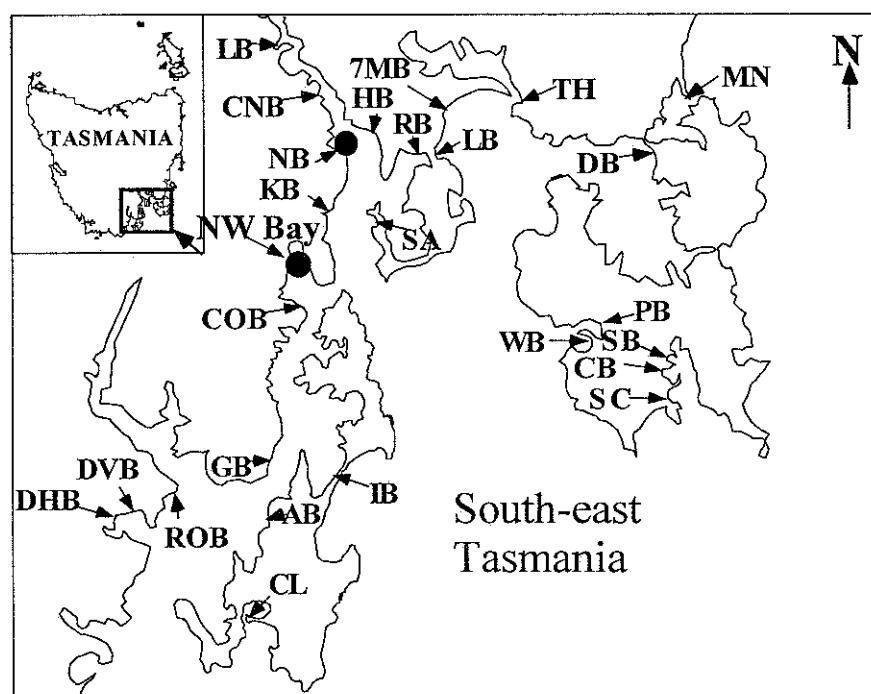 LB
7MB
TH
MN
N
CNB
HB
RB
LB
TASMANIA
NB
DB
KB
NW Bay
SA
COB
PB
WB
SB
CB
SC
GB
DVB
IB
DHB
AB
South-east
ROB
Tasmania
CL